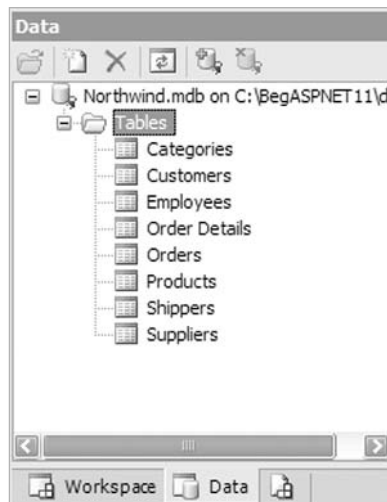 Data
Northwind.mdb on C:\BegASPNET11\d
Tables
Categories
Customers
Employees
Order Details
Orders
Products
Shippers
Suppliers
Workspace Data